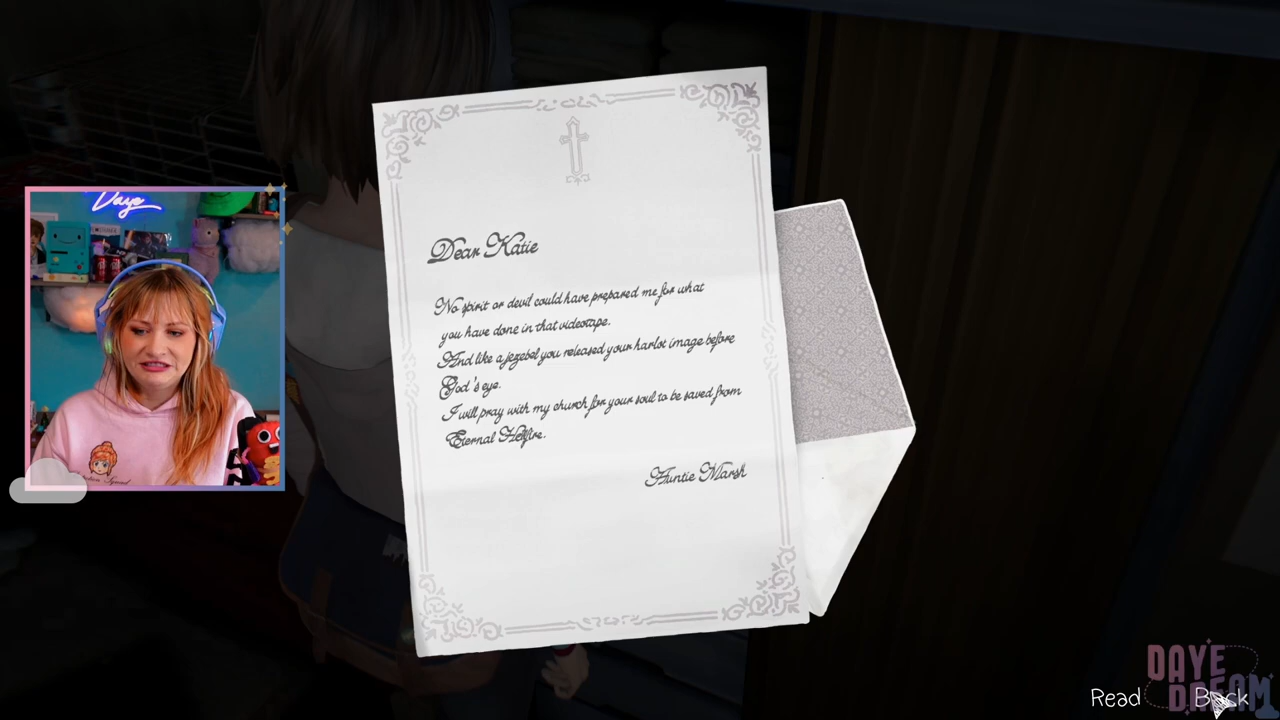 Daye
Dear Katie
No spirit or devil could have prepared me for what
you have done in that videotape.
And like a jezebel you released your harlot image before
God's eye.
I will pray with my church for your soul to be saved from
Eternal Hellfire.
Auntie Marsh
Read
Back
DAYE
DREAM